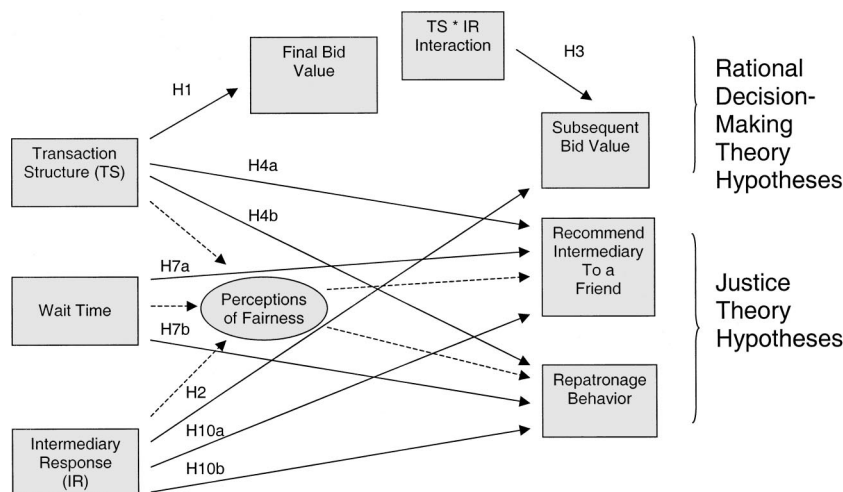 TS * IR
Interaction
H3
Final Bid
Value
H1
Rational
Decision-
Making
Theory
Hypotheses
Subsequent
Bid Value
Transaction
Structure (TS)
H4a
H4b
Recommend
Intermediary
To a
Friend
H7a
Wait Time
Perceptions
of Fairness
H7b
Justice
Theory
Hypotheses
Repatronage
Behavior
H2
H10a
Intermediary
Response
(IR)
H10b